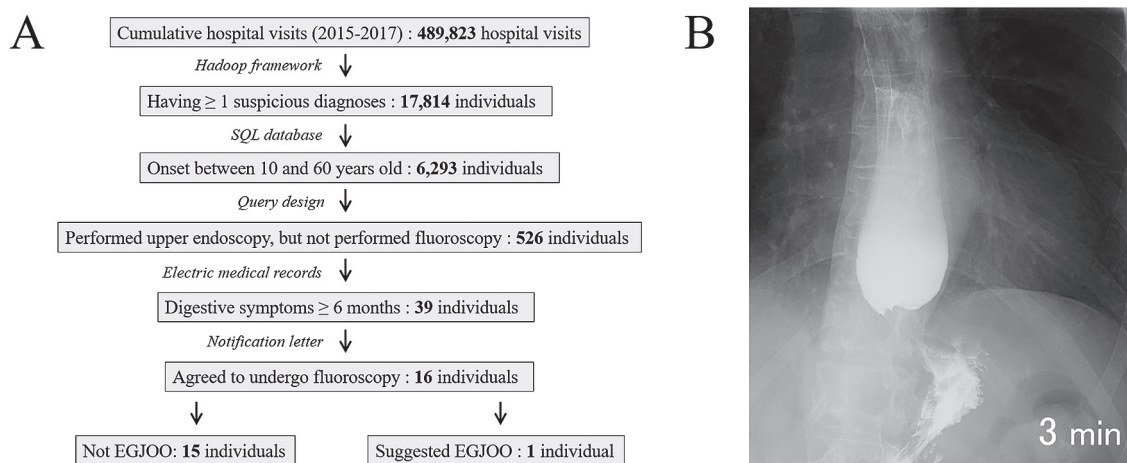 A
Cumulative hospital visits (2015-2017) : 489,823 hospital visits
Hadoop framework
Having ≥ 1 suspicious diagnoses : 17,814 individuals
SQL database
Onset between 10 and 60 years old : 6,293 individuals
Query design
Performed upper endoscopy, but not performed fluoroscopy : 526 individuals
Electric medical records
Digestive symptoms ≥ 6 months : 39 individuals
Notification letter
Agreed to undergo fluoroscopy : 16 individuals
Not EGJOO: 15 individuals
Suggested EGJOO : 1 individual
B
3 min